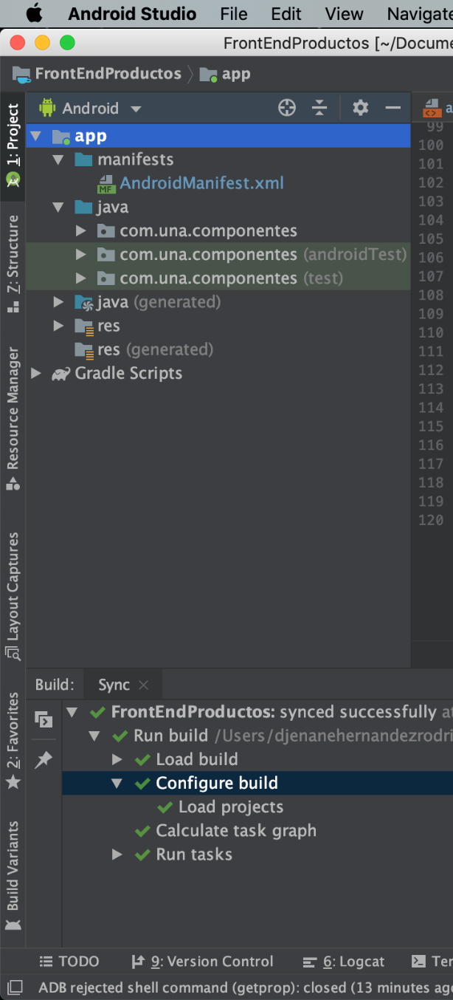 Android Studio File Edit View Navigate
FrontEndProductos [~/Docume
FrontEndProductos app
Android
app
manifests
MF AndroidManifest.xml
java
com.una.componentes
com.una.componentes (androidTest)
com.una.componentes (test)
java (generated)
res
res (generated)
Gradle Scripts
1: Project
7: Structure
Resource Manager
Layout Captures
2: Favorites
Build Variants
a
99
100
101
102
103
104
105
106
107
108
109
110
111
112
113
114
115
116
117
118
119
120
Build: Sync
FrontEndProductos: synced successfully at
Run build /Users/djenanehernandezrodri
Load build
Configure build
Load projects
Calculate task graph
Run tasks
TODO 9: Version Control 6: Logcat Ter
ADB rejected shell command (getprop): closed (13 minutes ago